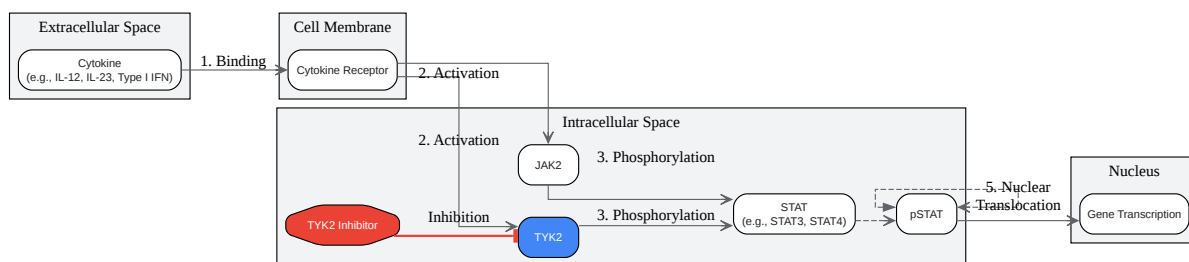 Extracellular Space
Cytokine
(e.g., IL-12, IL-23, Type I IFN)
1. Binding
Cell Membrane
Cytokine Receptor
2. Activation
2. Activation
Intracellular Space
JAK2
3. Phosphorylation
TYK2 Inhibitor
Inhibition
TYK2
3. Phosphorylation
STAT
(e.g., STAT3, STAT4)
pSTAT
5. Nuclear
Translocation
Nucleus
Gene Transcription